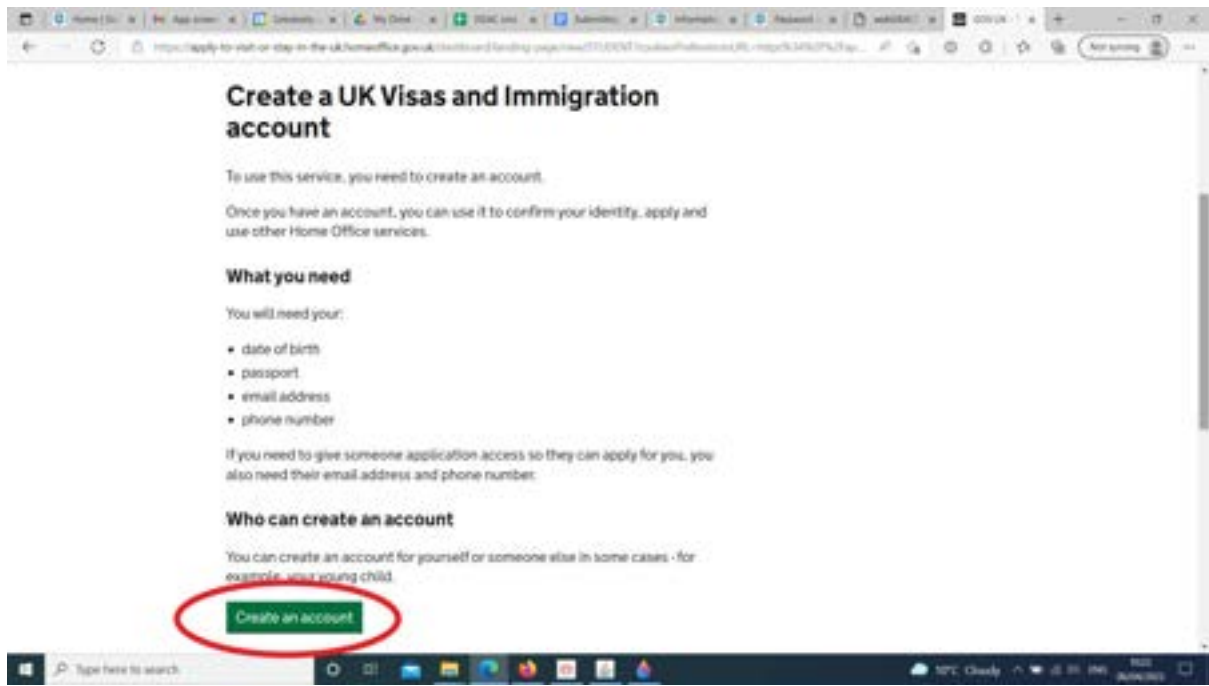 Create a UK Visas and Immigration
account
To use this service, you need to create an account.
Once you have an account, you can use it to confirm your identity, apply and
use other Home Office services.
What you need
You will need your:
• date of birth
• passport
• email address
• phone number
If you need to give someone application access so they can apply for you, you
also need their email address and phone number.
Who can create an account
You can create an account for yourself or someone else in some cases - for
example, your young child.
Create an account
Type here to search
10°C Cloudy
ENG